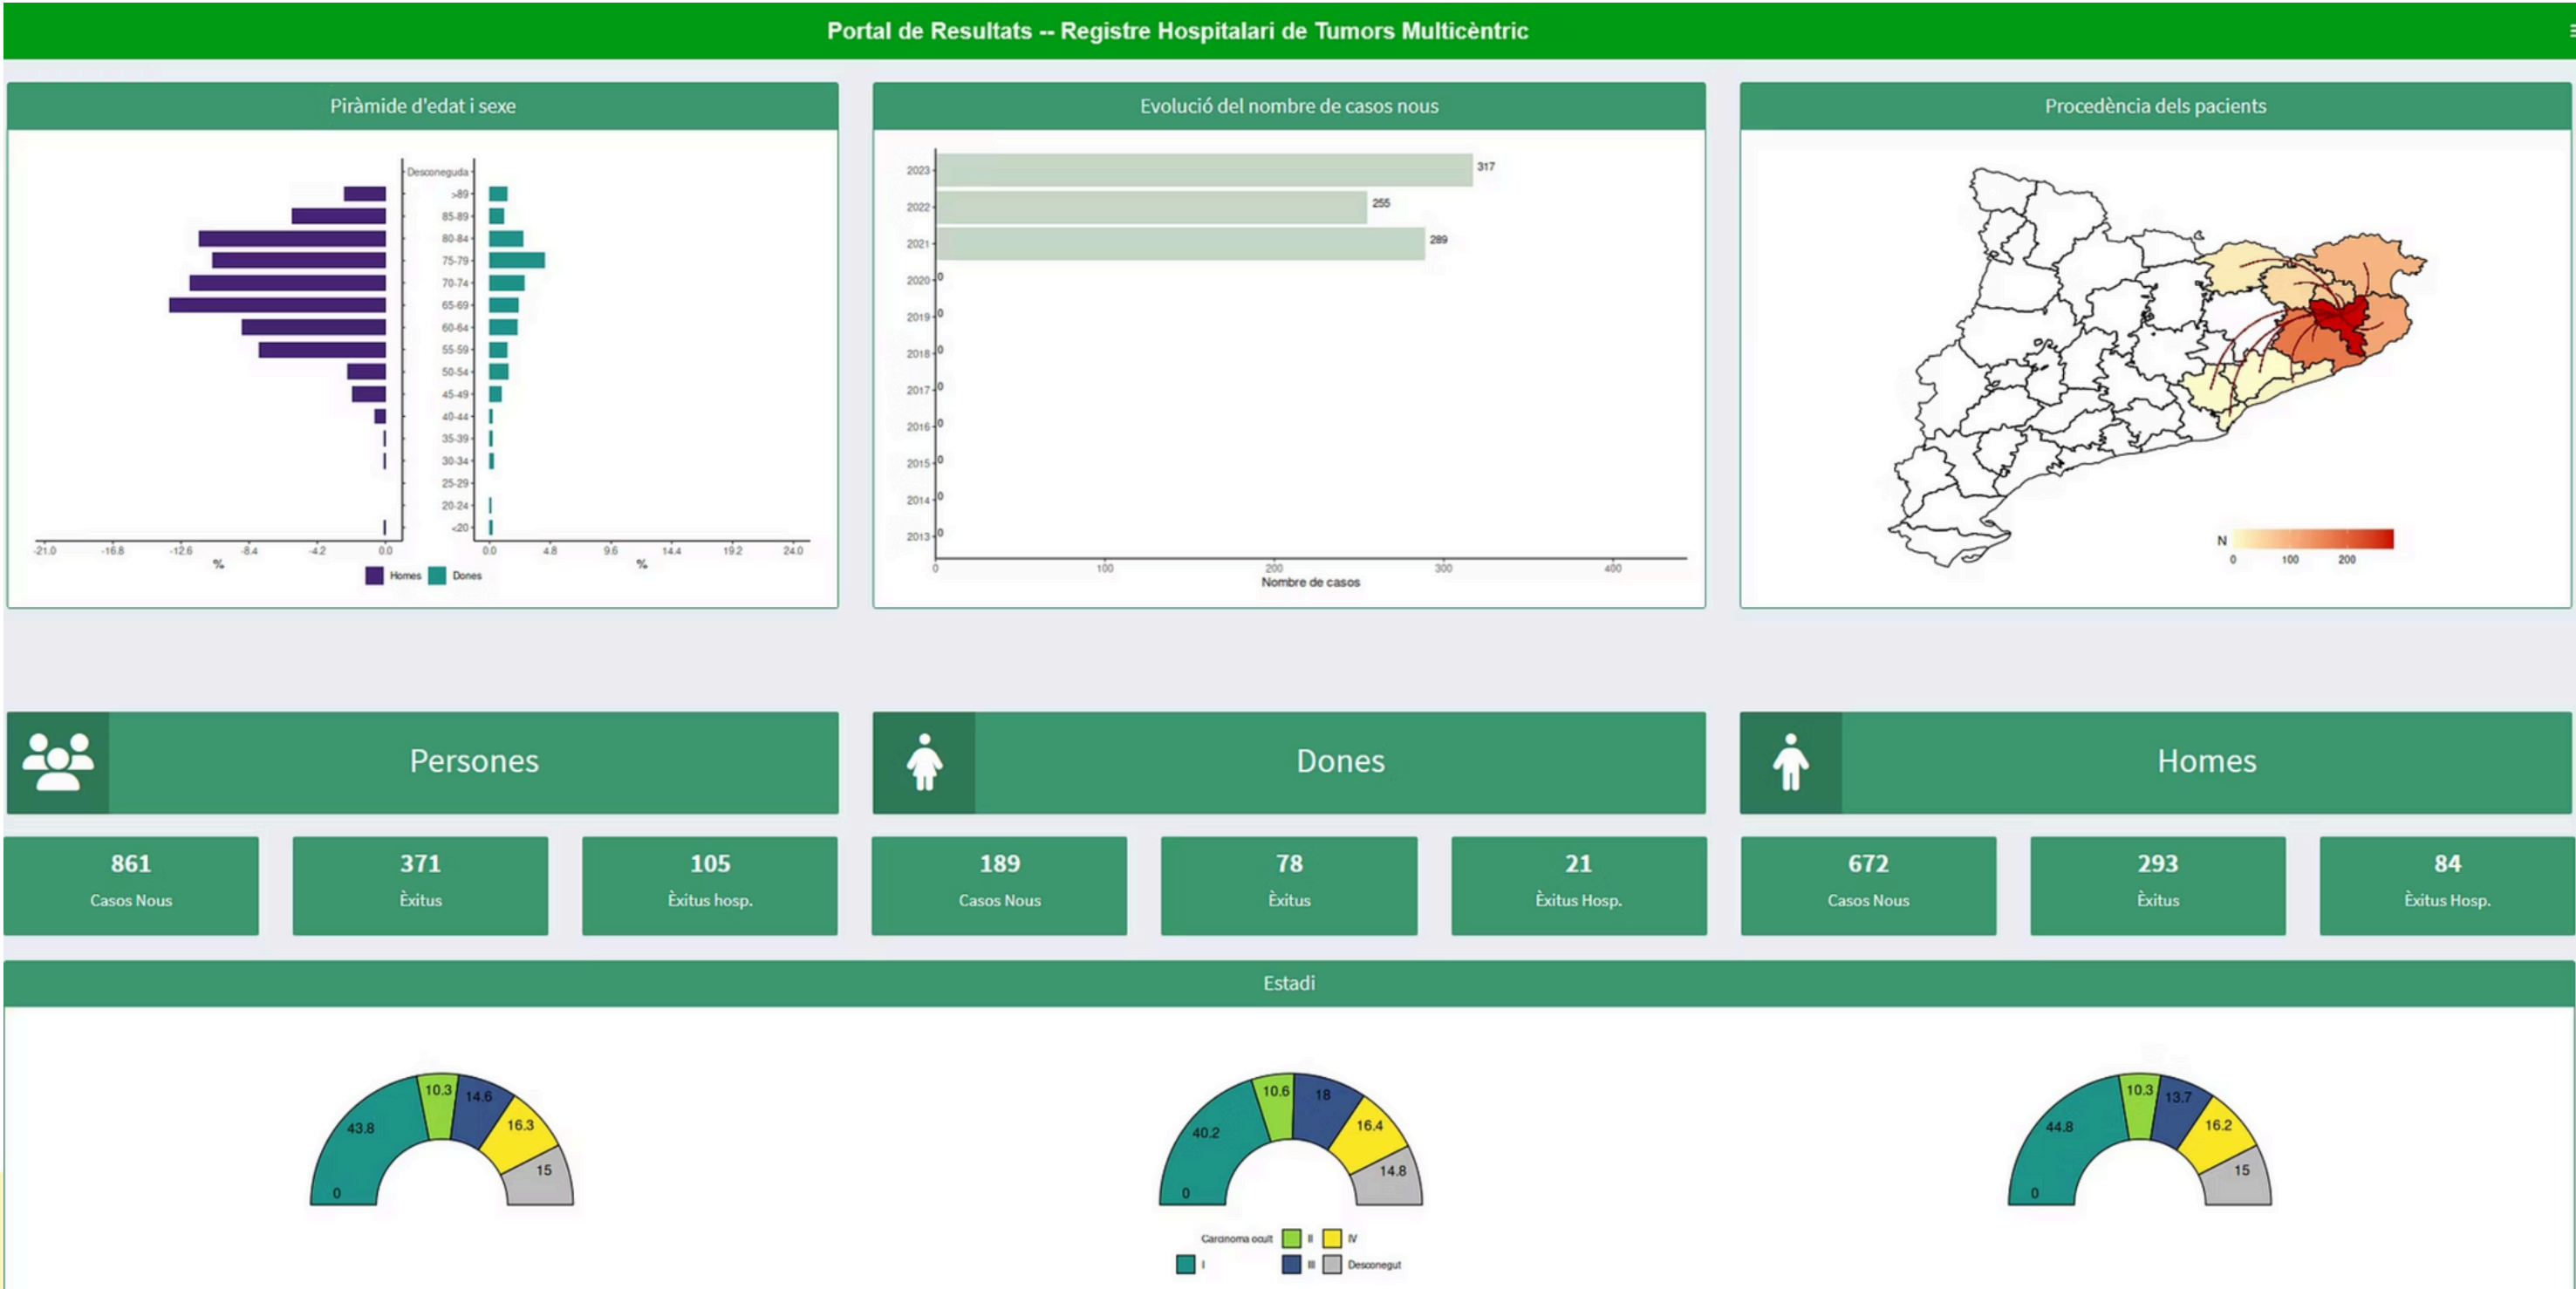 Portal de Resultats -- Registre Hospitalari de Tumors Multicèntric
Piràmide d'edat i sexe
Desconeguda
>89
85-89
80-84
75-79
70-74
65-69
60-64
55-59
50-54
45-49
40-44
35-39
30-34
25-29
20-24
<20
-21.0 -16.8 -12.6 -8.4 -4.2 0.0 0.0 4.8 9.6 14.4 19.2 24.0
% %
Homes Dones
Evolució del nombre de casos nous
2023 317
2022 255
2021 289
2020 0
2019 0
2018 0
2017 0
2016 0
2015 0
2014 0
2013 0
0 100 200 300 400
Nombre de casos
Procedència dels pacients
N
0 100 200
Persones
Dones
Homes
861 371 105 189 78 21 672 293 84
Casos Nous Èxitus Èxitus hosp. Casos Nous Èxitus Èxitus Hosp. Casos Nous Èxitus Èxitus Hosp.
Estadi
0 43.8 10.3 14.6 16.3 15
0 40.2 10.6 18 16.4 14.8
0 44.8 10.3 13.7 16.2 15
Carcinoma ocult II IV
I III Desconegut